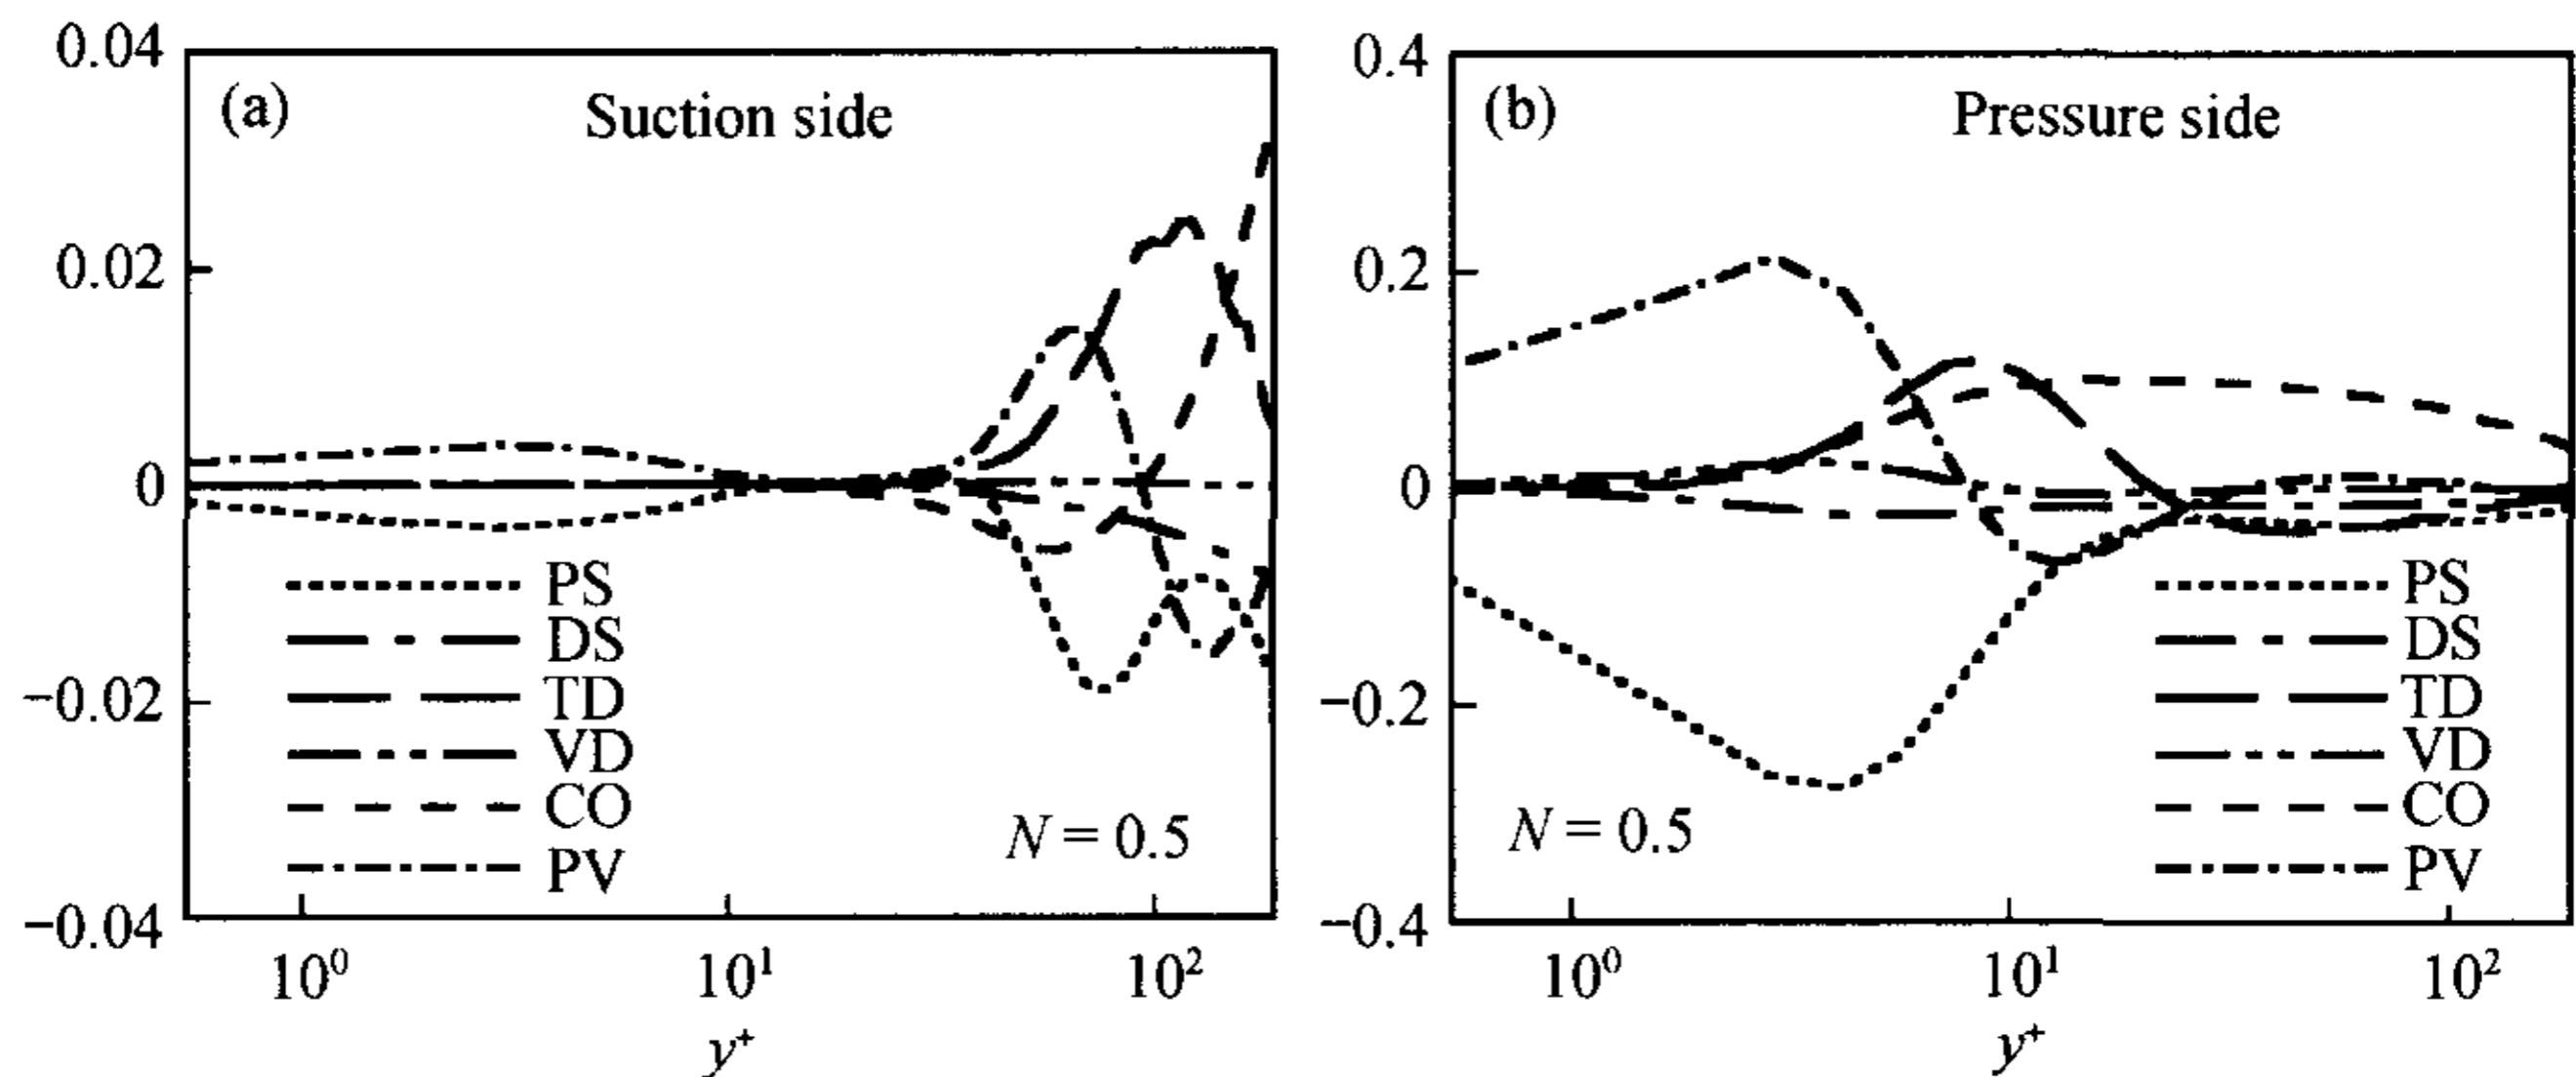 (a) Suction side
0.04
0.02
0
−0.02
−0.04
PS
DS
TD
VD
CO
PV
N = 0.5
10⁰ 10¹ 10²
y⁺
(b) Pressure side
0.4
0.2
0
−0.2
−0.4
N = 0.5
PS
DS
TD
VD
CO
PV
10⁰ 10¹ 10²
y⁺